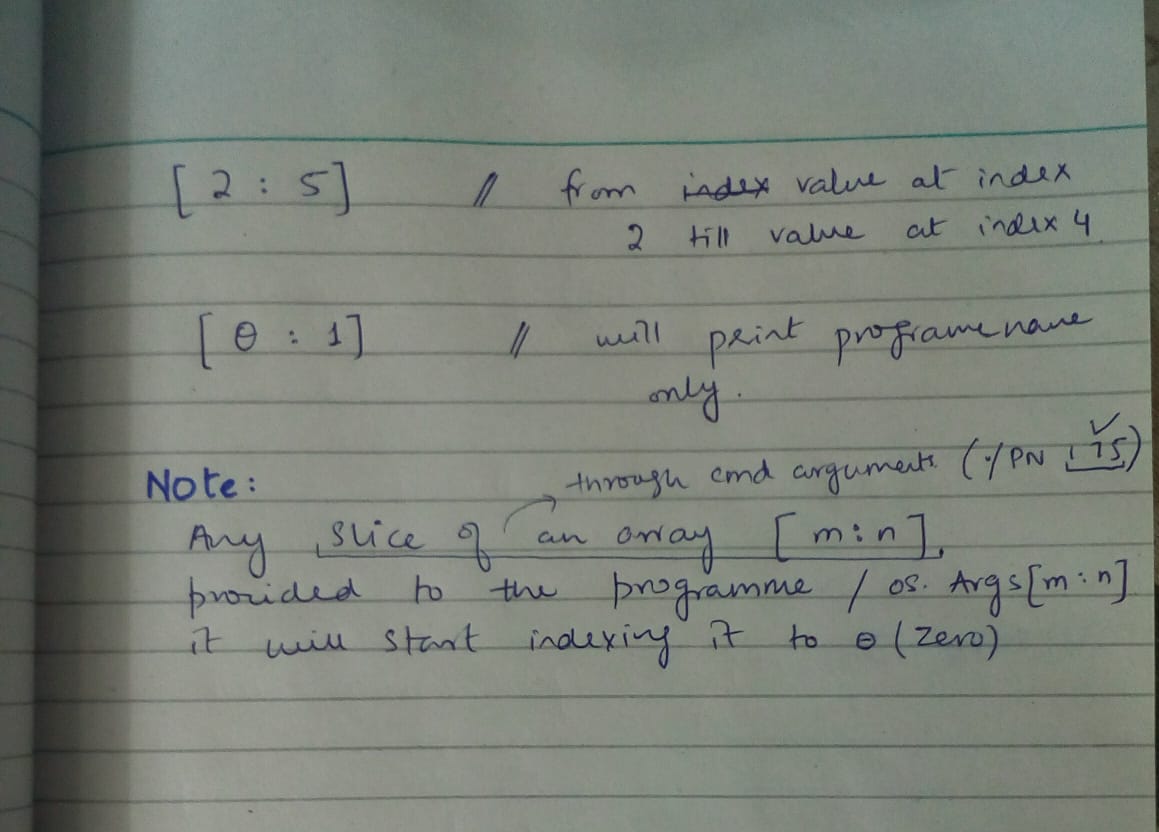 [ 2 : 5 ] // from index value at index
2 till value at index 4
[ 0 : 1 ] // will print programe name
only.
through cmd arguments (./PN
Note:
Any slice of an array [ m : n ],
provided to the programme / os. Args [m : n]
it will start indexing it to 0 (zero)